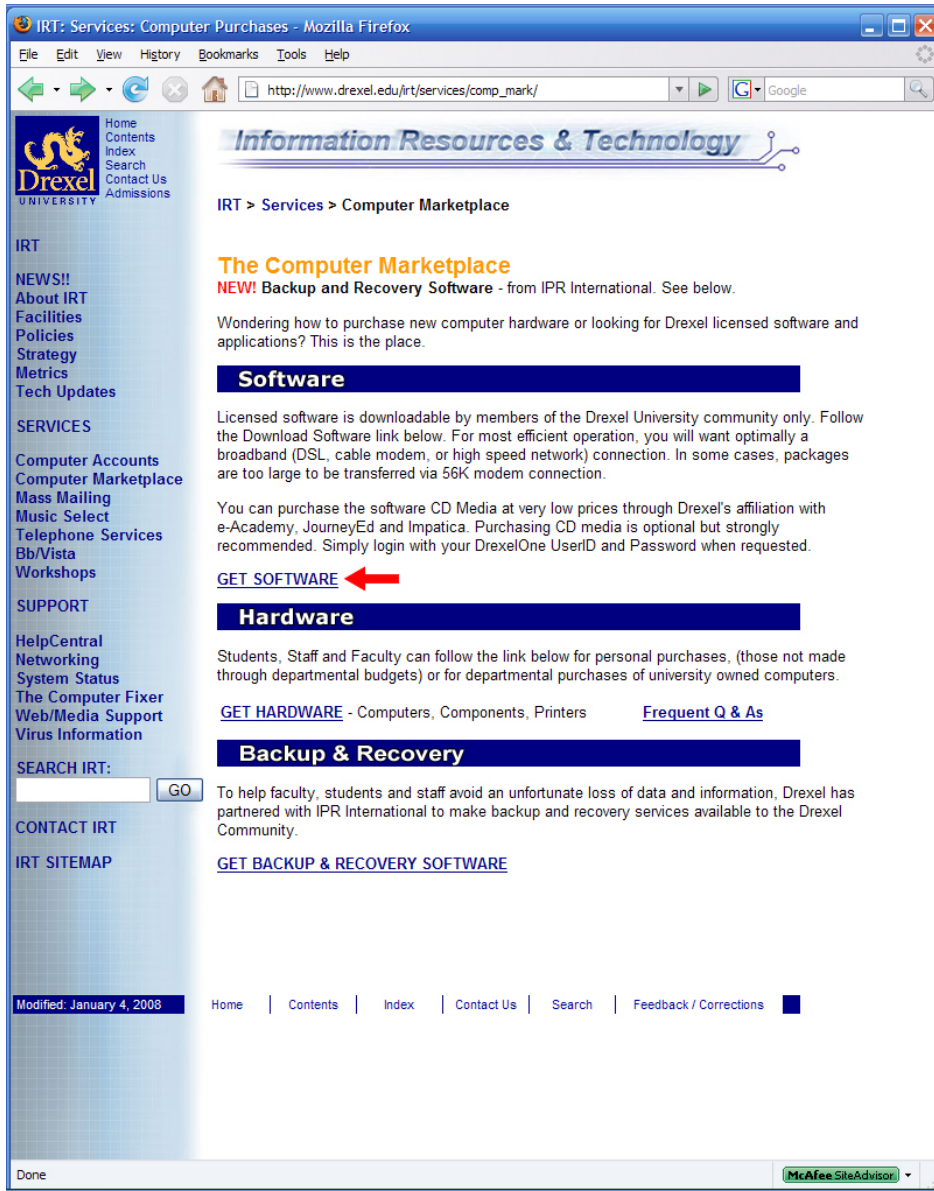 IRT: Services: Computer Purchases - Mozilla Firefox
File Edit View History Bookmarks Tools Help
http://www.drexel.edu/irt/services/comp_mark/
G Google
Drexel
UNIVERSITY
Home
Contents
Index
Search
Contact Us
Admissions
IRT
NEWS!!
About IRT
Facilities
Policies
Strategy
Metrics
Tech Updates
SERVICES
Computer Accounts
Computer Marketplace
Mass Mailing
Music Select
Telephone Services
Bb/Vista
Workshops
SUPPORT
HelpCentral
Networking
System Status
The Computer Fixer
Web/Media Support
Virus Information
SEARCH IRT:
GO
CONTACT IRT
IRT SITEMAP
Modified: January 4, 2008
Information Resources & Technology
IRT > Services > Computer Marketplace
The Computer Marketplace
NEW! Backup and Recovery Software - from IPR International. See below.
Wondering how to purchase new computer hardware or looking for Drexel licensed software and
applications? This is the place.
Software
Licensed software is downloadable by members of the Drexel University community only. Follow
the Download Software link below. For most efficient operation, you will want optimally a
broadband (DSL, cable modem, or high speed network) connection. In some cases, packages
are too large to be transferred via 56K modem connection.
You can purchase the software CD Media at very low prices through Drexel's affiliation with
e-Academy, JourneyEd and Impatica. Purchasing CD media is optional but strongly
recommended. Simply login with your DrexelOne UserID and Password when requested.
GET SOFTWARE
Hardware
Students, Staff and Faculty can follow the link below for personal purchases, (those not made
through departmental budgets) or for departmental purchases of university owned computers.
GET HARDWARE - Computers, Components, Printers Frequent Q & As
Backup & Recovery
To help faculty, students and staff avoid an unfortunate loss of data and information, Drexel has
partnered with IPR International to make backup and recovery services available to the Drexel
Community.
GET BACKUP & RECOVERY SOFTWARE
Home | Contents | Index | Contact Us | Search | Feedback / Corrections
Done
McAfee SiteAdvisor